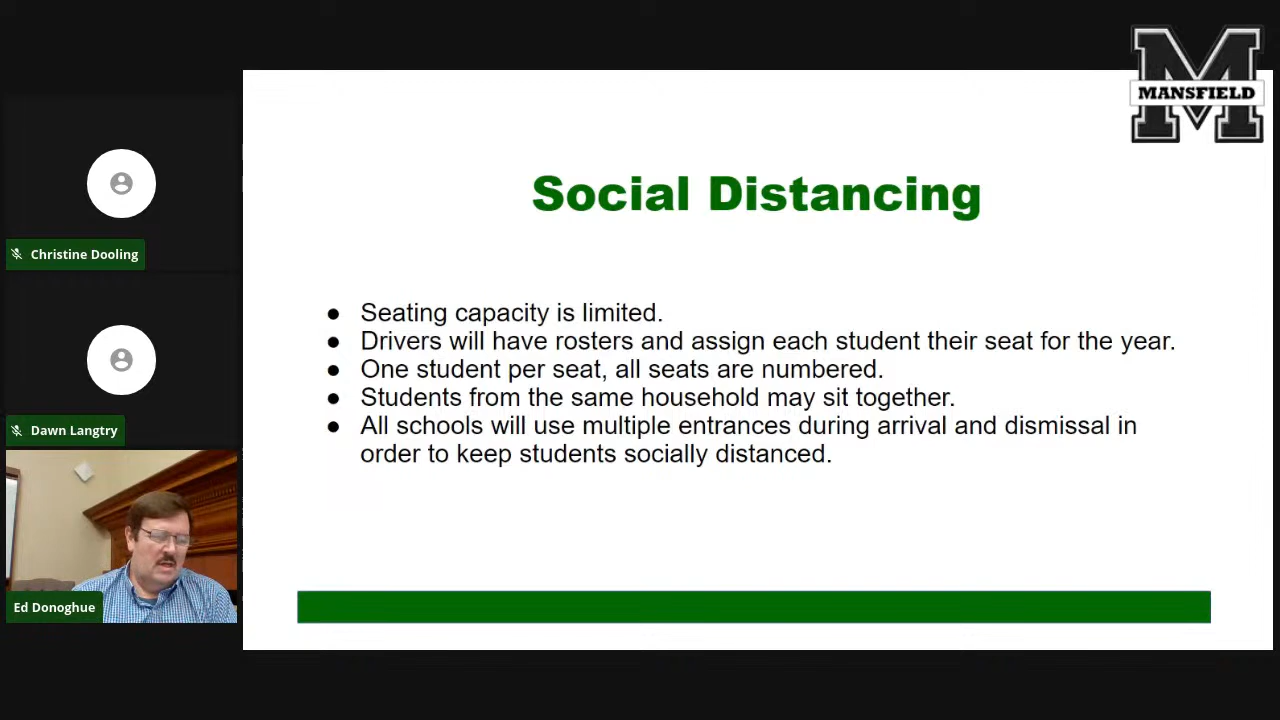 MANSFIELD
Social Distancing
● Seating capacity is limited.
● Drivers will have rosters and assign each student their seat for the year.
● One student per seat, all seats are numbered.
● Students from the same household may sit together.
● All schools will use multiple entrances during arrival and dismissal in
order to keep students socially distanced.
Christine Dooling
Dawn Langtry
Ed Donoghue